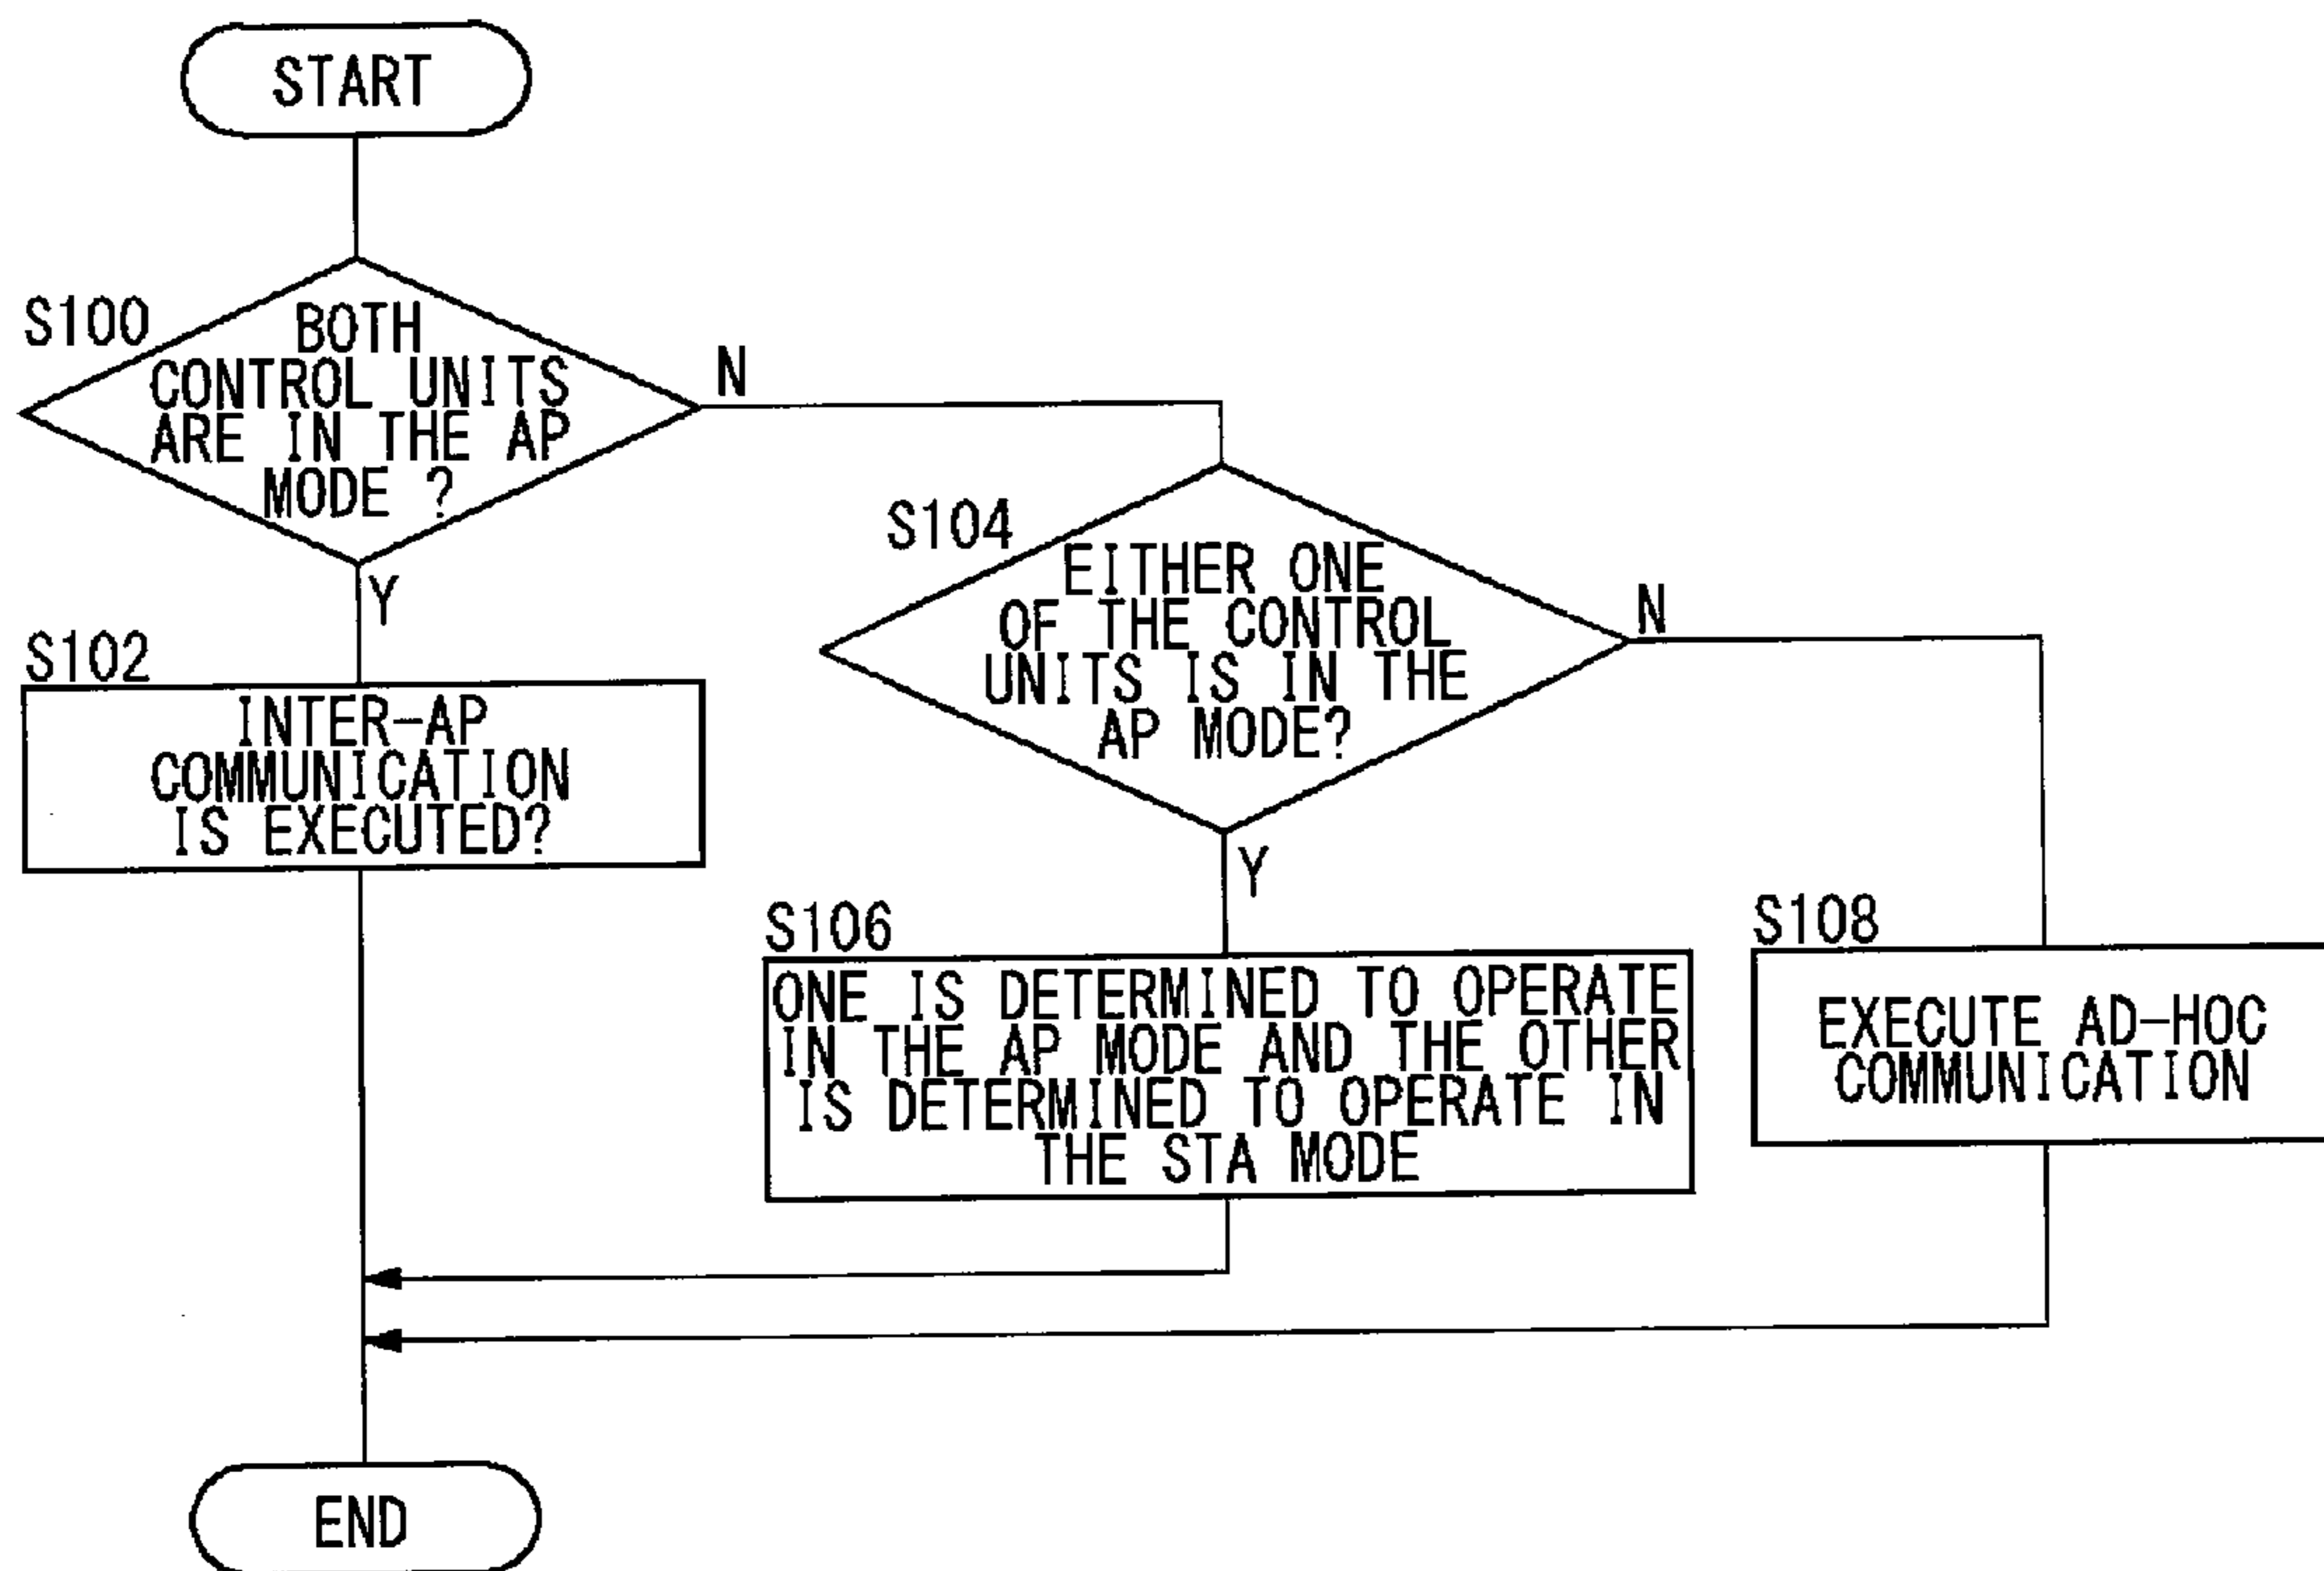 START
S100
BOTH
CONTROL UNITS
ARE IN THE AP
MODE ?
N
Y
S102
INTER-AP
COMMUNICATION
IS EXECUTED?
S104
EITHER ONE
OF THE CONTROL
UNITS IS IN THE
AP MODE?
N
Y
S106
ONE IS DETERMINED TO OPERATE
IN THE AP MODE AND THE OTHER
IS DETERMINED TO OPERATE IN
THE STA MODE
S108
EXECUTE AD-HOC
COMMUNICATION
END